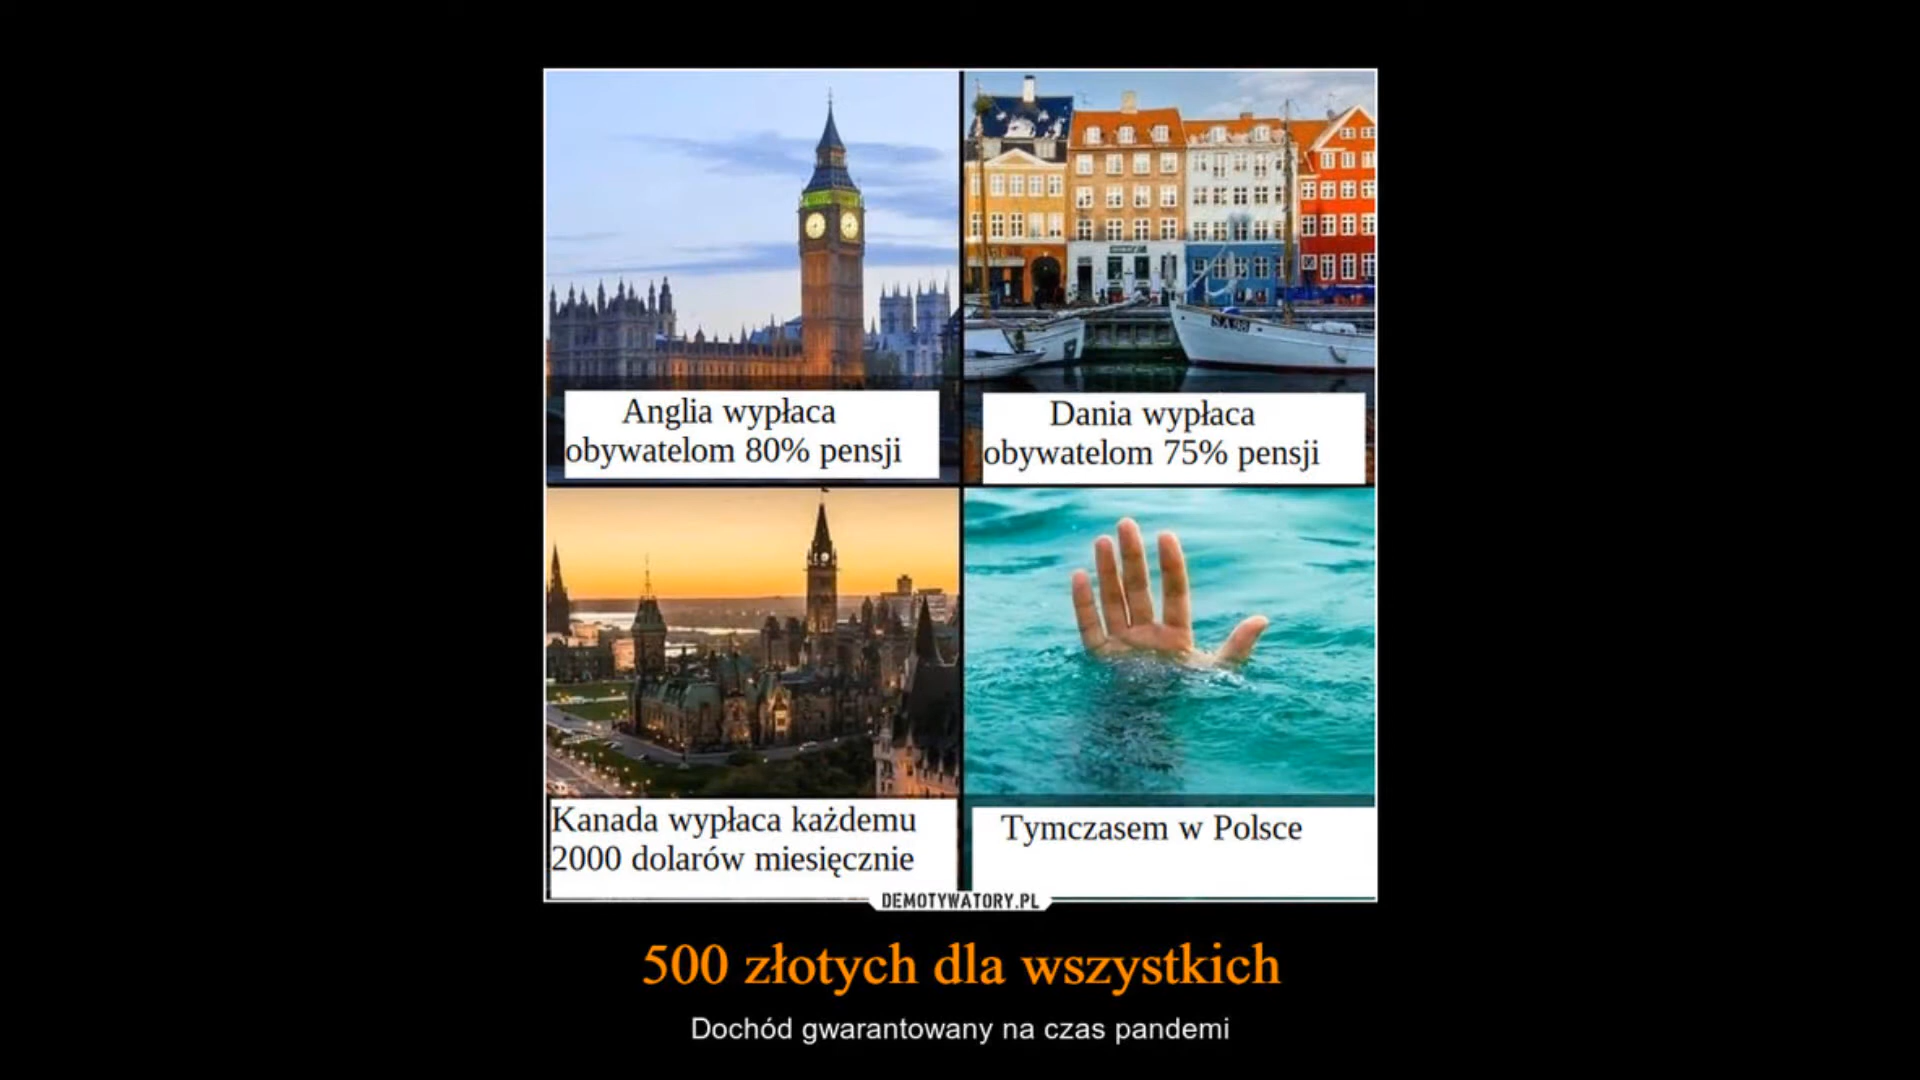 Anglia wypłaca
obywatelom 80% pensji
Dania wypłaca
obywatelom 75% pensji
Kanada wypłaca każdemu
2000 dolarów miesięcznie
Tymczasem w Polsce
DEMOTYWATORY.PL
500 złotych dla wszystkich
Dochód gwarantowany na czas pandemi